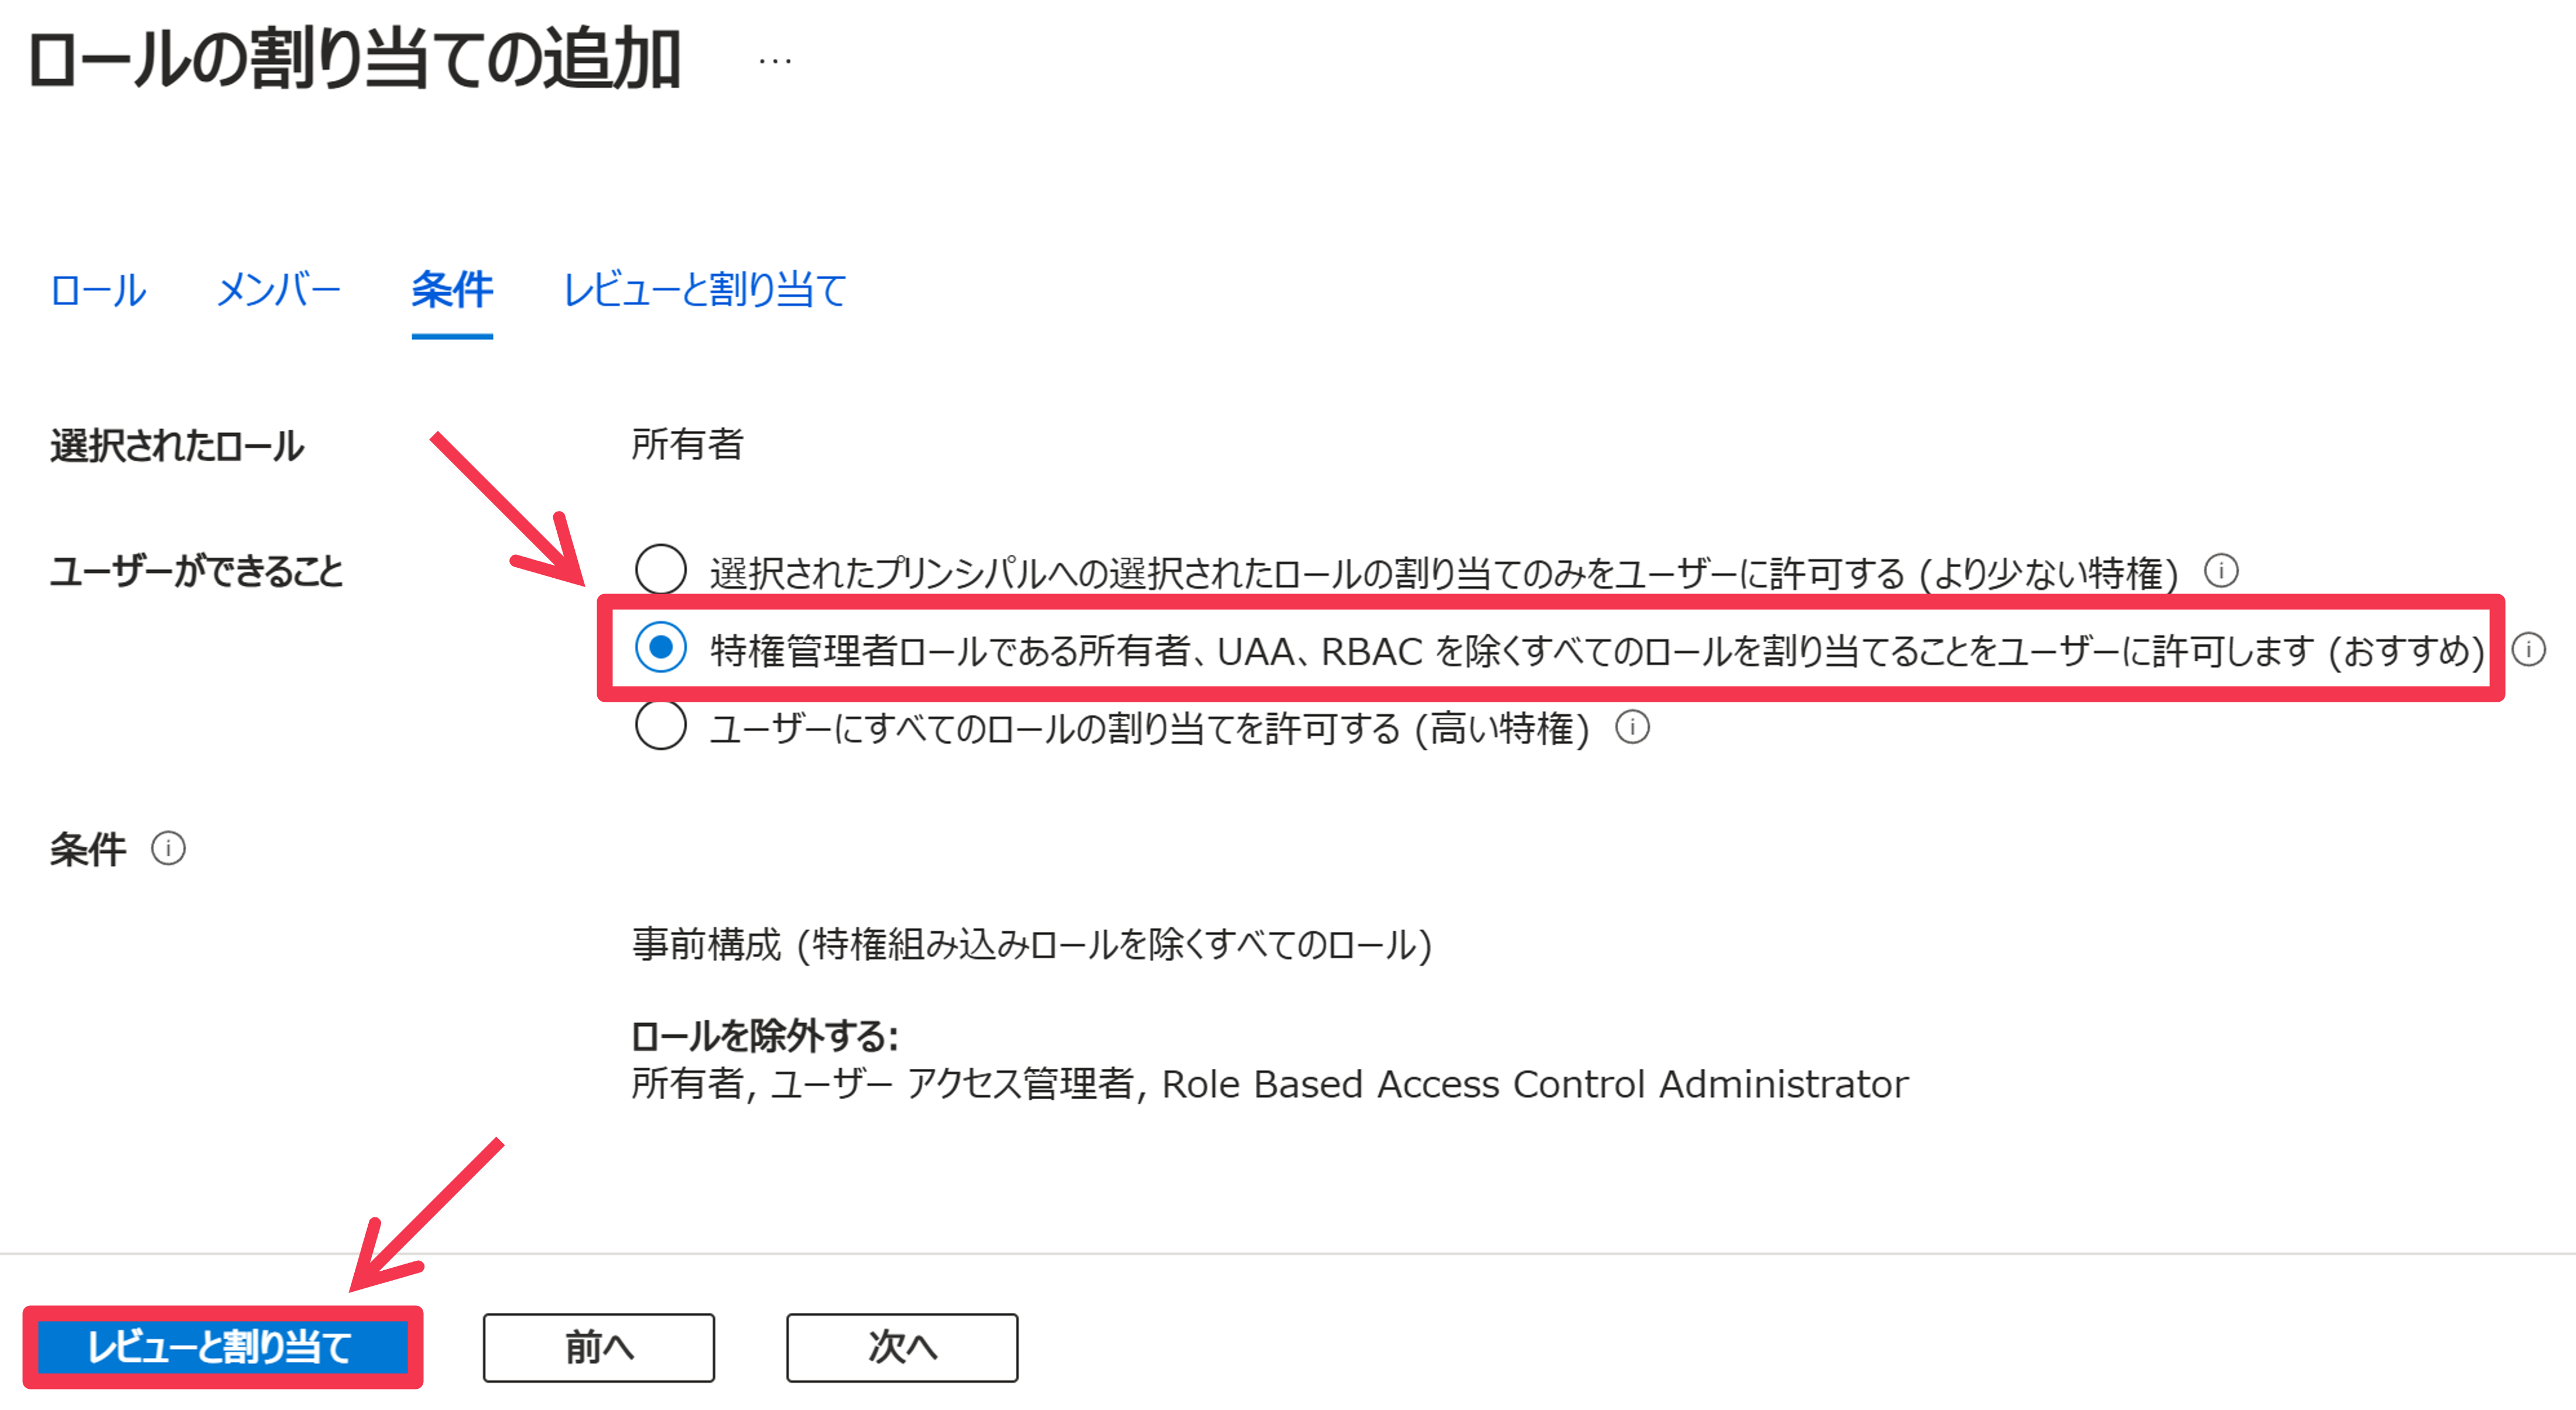 ロールの割り当ての追加 …
ロール メンバー 条件 レビューと割り当て
選択されたロール 所有者
ユーザーができること 選択されたプリンシパルへの選択されたロールの割り当てのみをユーザーに許可する (より少ない特権)
特権管理者ロールである所有者、UAA、RBAC を除くすべてのロールを割り当てることをユーザーに許可します (おすすめ)
ユーザーにすべてのロールの割り当てを許可する (高い特権)
条件
事前構成 (特権組み込みロールを除くすべてのロール)
ロールを除外する:
所有者, ユーザー アクセス管理者, Role Based Access Control Administrator
レビューと割り当て 前へ 次へ